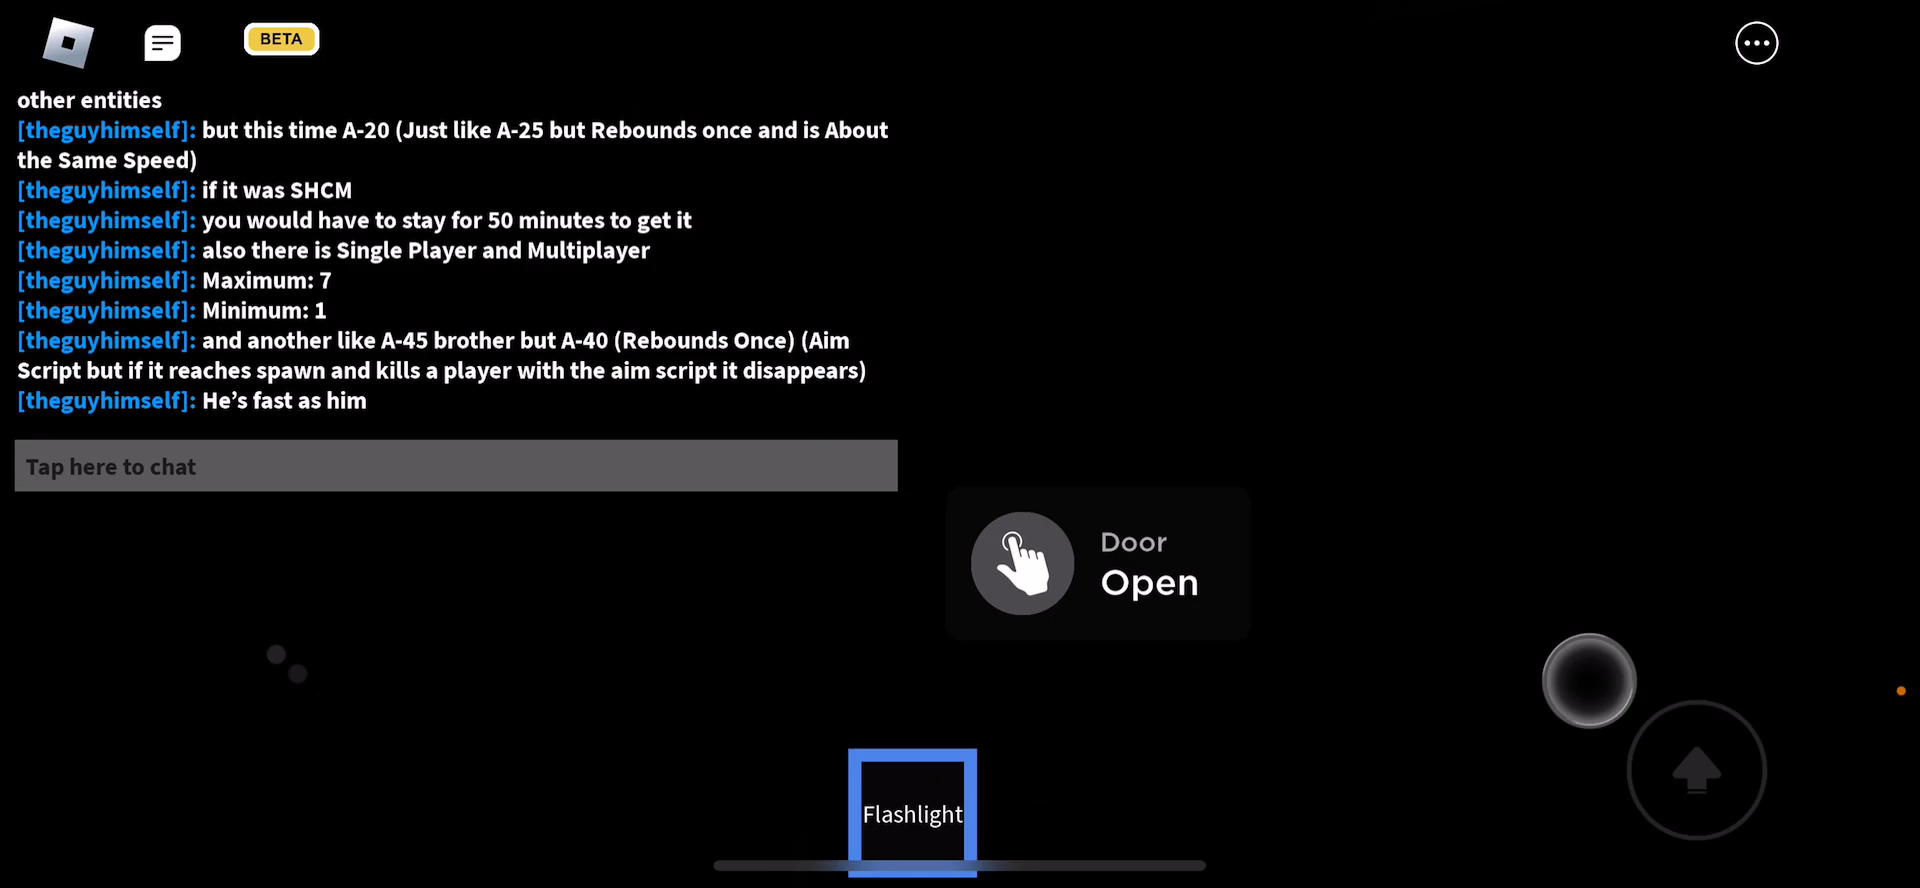 BETA
other entities
[theguyhimself]: but this time A-20 (Just like A-25 but Rebounds once and is About
the Same Speed)
[theguyhimself]: if it was SHCM
[theguyhimself]: you would have to stay for 50 minutes to get it
[theguyhimself]: also there is Single Player and Multiplayer
[theguyhimself]: Maximum: 7
[theguyhimself]: Minimum: 1
[theguyhimself]: and another like A-45 brother but A-40 (Rebounds Once) (Aim
Script but if it reaches spawn and kills a player with the aim script it disappears)
[theguyhimself]: He’s fast as him
Tap here to chat
Door
Open
Flashlight